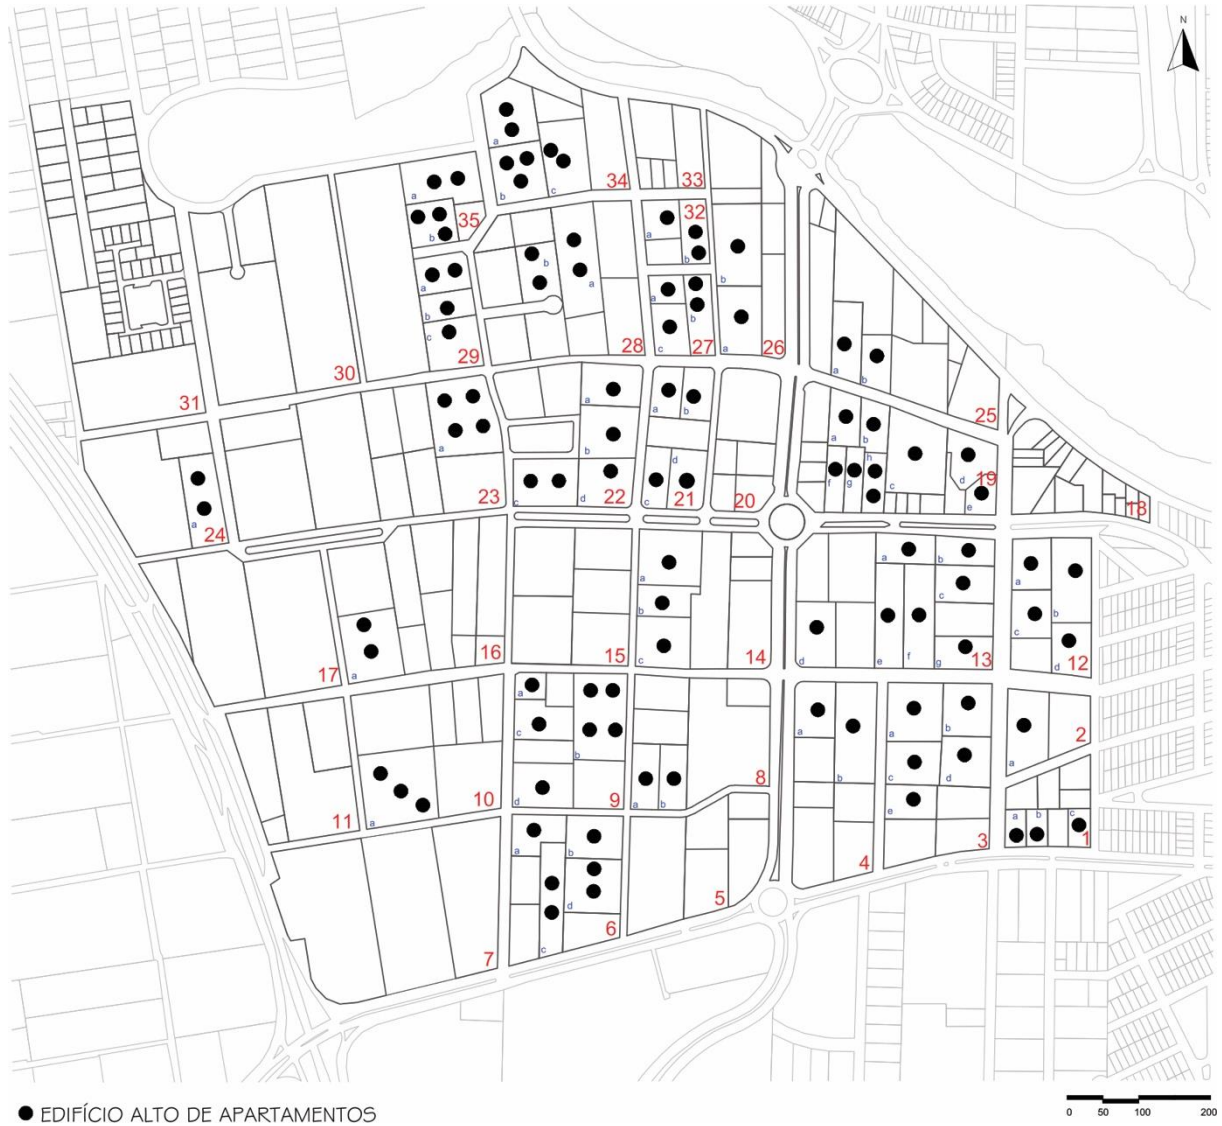 N
a
b
c
34
33
a
b
35
a
32
b
b
a
b
a
b
c
29
28
a
b
c
27
a
26
30
31
a
b
25
a
23
a
b
c
d
22
a
b
d
c
21
20
a
b
h
f
g
c
d
19
e
18
a
24
a
17
16
15
a
b
c
14
a
b
c
d
e
f
g
13
a
b
c
d
12
a
c
b
d
9
a
b
8
a
b
4
a
b
c
d
e
3
a
2
11
a
10
a
b
c
d
6
5
a
b
c
1
7
EDIFÍCIO ALTO DE APARTAMENTOS
0 50 100 200